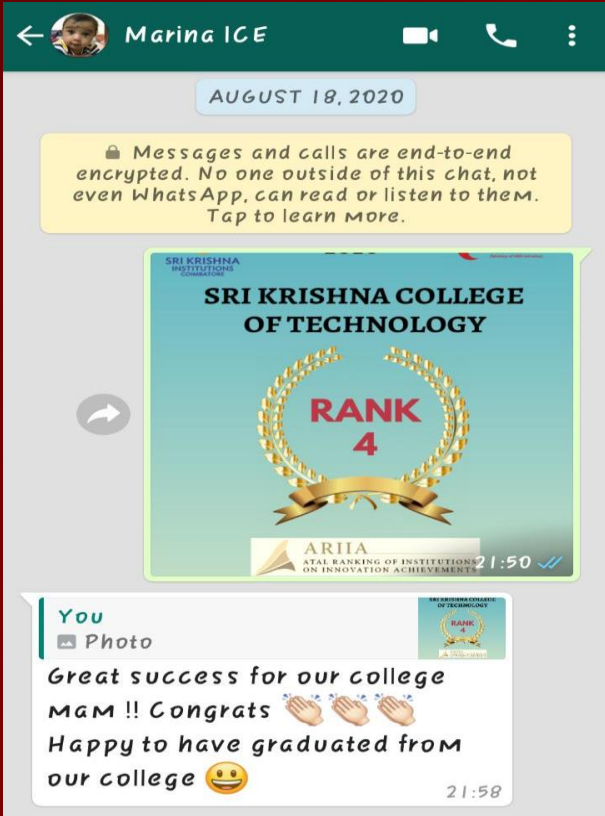 Marina ICE
AUGUST 18, 2020
Messages and calls are end-to-end
encrypted. No one outside of this chat, not
even WhatsApp, can read or listen to them.
Tap to learn more.
SRI KRISHNA
INSTITUTIONS
COIMBATORE
SRI KRISHNA COLLEGE
OF TECHNOLOGY
RANK
4
ARIIA
ATAL RANKING OF INSTITUTIONS
ON INNOVATION ACHIEVEMENTS
21:50
You
Photo
SRI KRISHNA COLLEGE
OF TECHNOLOGY
RANK
4
Great success for our college
mam !! Congrats 👏🏻 👏🏻 👏🏻
Happy to have graduated from
our college 😀
21:58